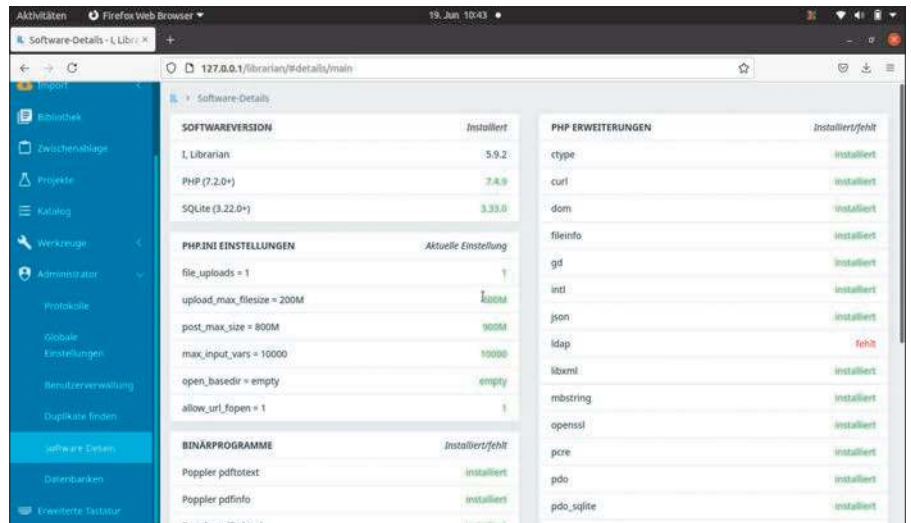 Aktivitäten
Firefox Web Browser
19. Jun 10:43
Software-Details - I, Libra
127.0.0.1/librarian/#details/main
Import
Bibliothek
Zwischenablage
Projekte
Katalog
Werkzeuge
Administrator
Protokolle
Globale
Einstellungen
Benutzerverwaltung
Duplikate finden
Software Details
Datenbanken
Erweiterte Tastatur
Software-Details
SOFTWAREVERSION Installiert
I, Librarian 5.9.2
PHP (7.2.0+) 7.4.9
SQLite (3.22.0+) 3.33.0
PHP.INI EINSTELLUNGEN Aktuelle Einstellung
file_uploads = 1 1
upload_max_filesize = 200M
post_max_size = 800M 900M
max_input_vars = 10000 10000
open_basedir = empty empty
allow_url_fopen = 1 1
BINÄRPROGRAMME Installiert/fehlt
Poppler pdftotext installiert
Poppler pdfinfo installiert
PHP ERWEITERUNGEN Installiert/fehlt
ctype installiert
curl installiert
dom installiert
fileinfo installiert
gd installiert
intl installiert
json installiert
ldap fehlt
libxml installiert
mbstring installiert
openssl installiert
pcre installiert
pdo installiert
pdo_sqlite installiert